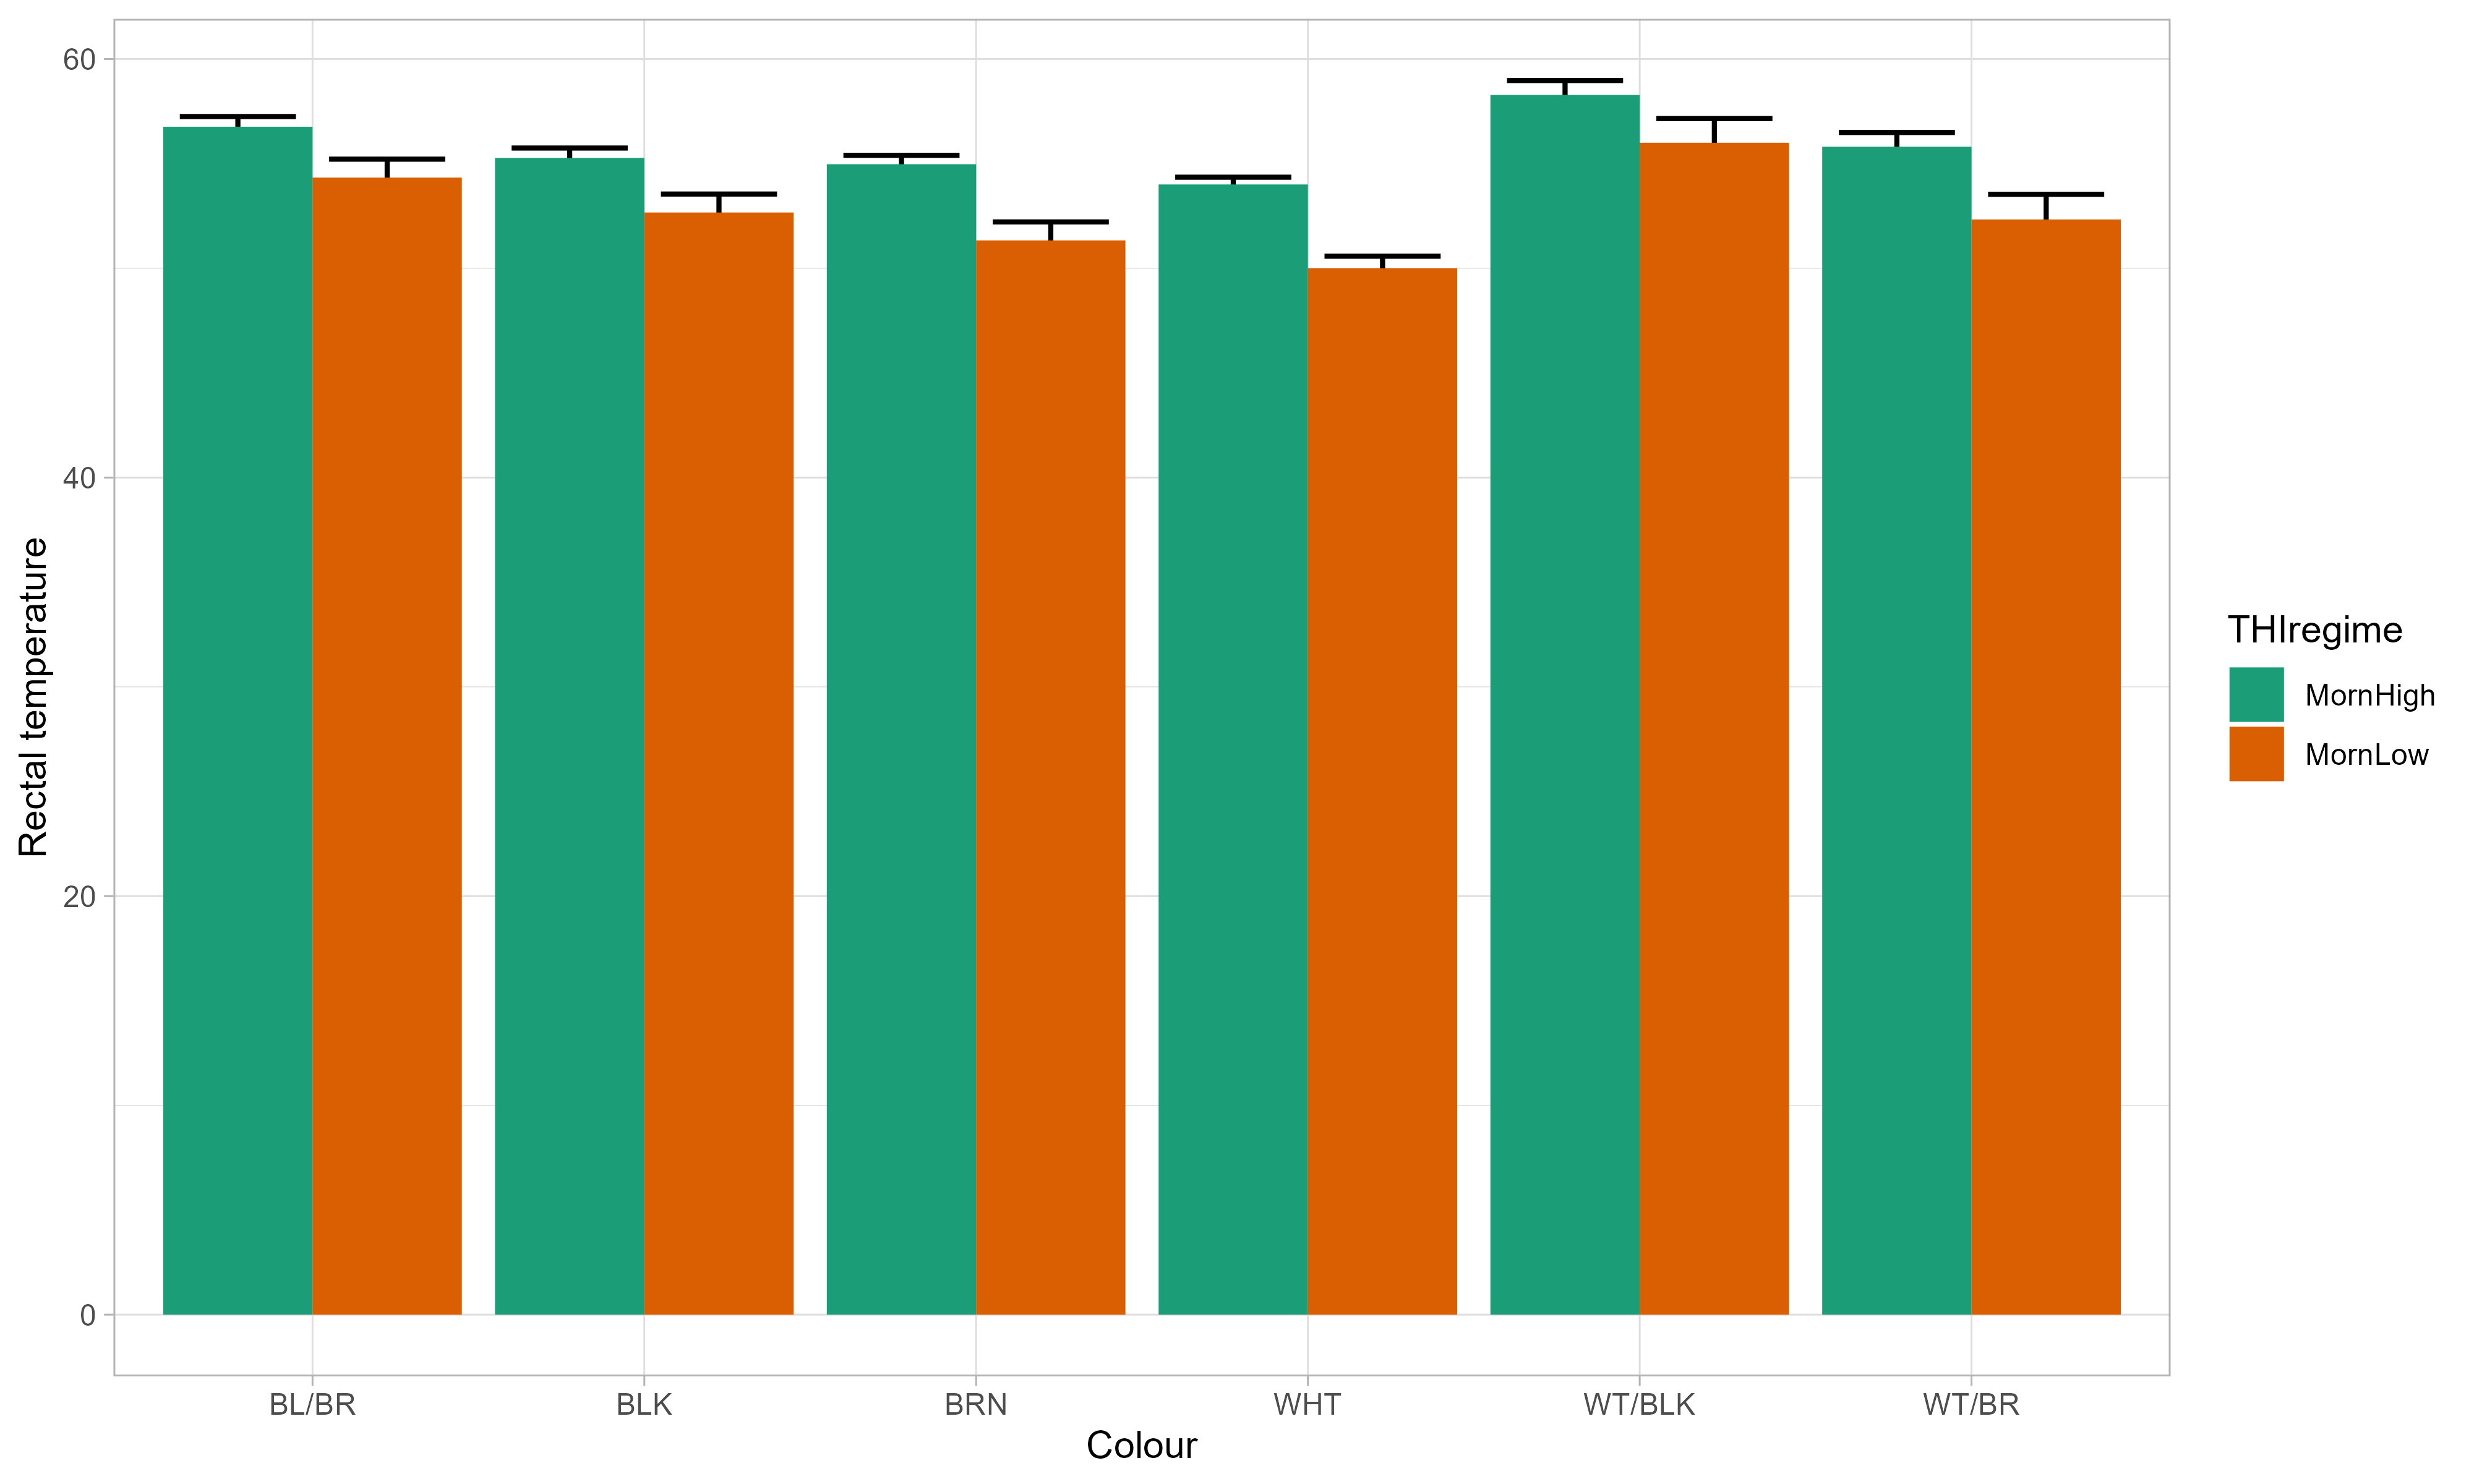 60
40
20
0
Rectal temperature
BL/BR BLK BRN WHT WT/BLK WT/BR
Colour
THIregime
MornHigh
MornLow